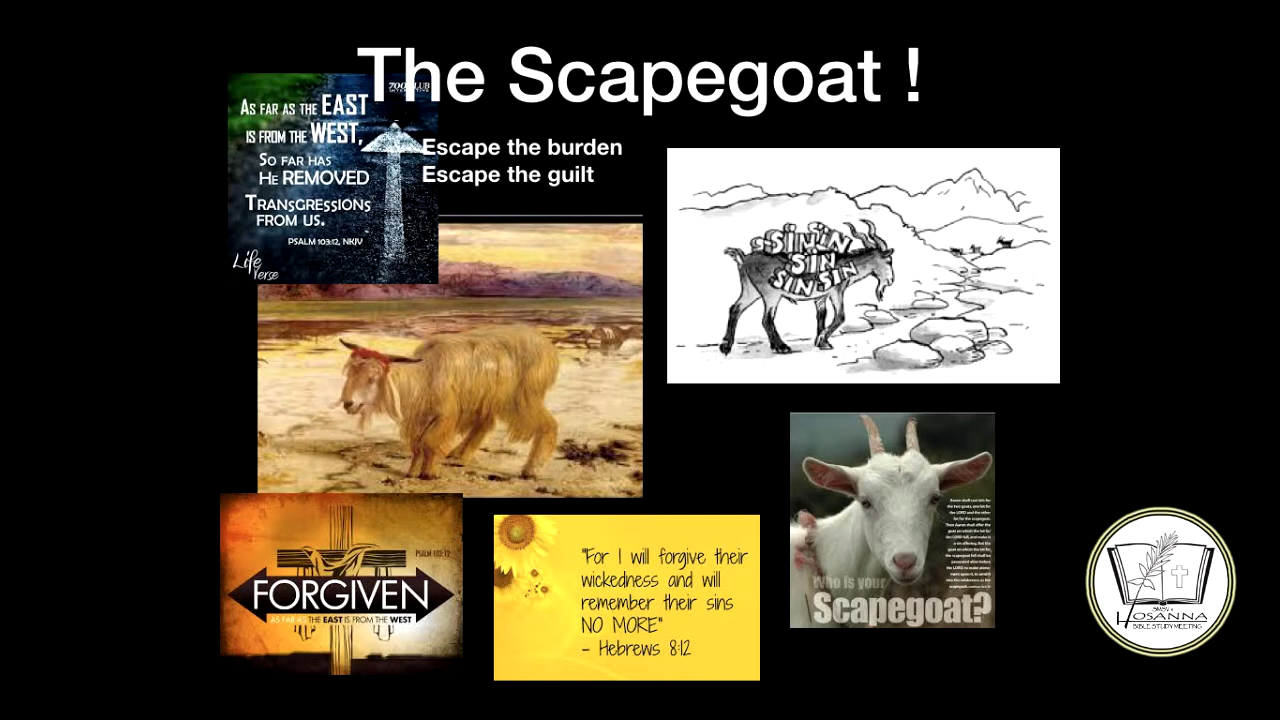 The Scapegoat !
AS FAR AS THE EAST
IS FROM THE WEST,
SO FAR HAS
HE REMOVED
TRANSGRESSIONS
FROM US.
PSALM 103:12, NKJV
Life
Verse
Escape the burden
Escape the guilt
SIN SIN
SIN
SIN SIN
PSALM 103:12
FORGIVEN
AS FAR AS THE EAST IS FROM THE WEST
"For I will forgive their
wickedness and will
remember their sins
NO MORE"
- Hebrews 8:12
Who is your
Scapegoat?
SMSV's
HOSANNA
BIBLE STUDY MEETING